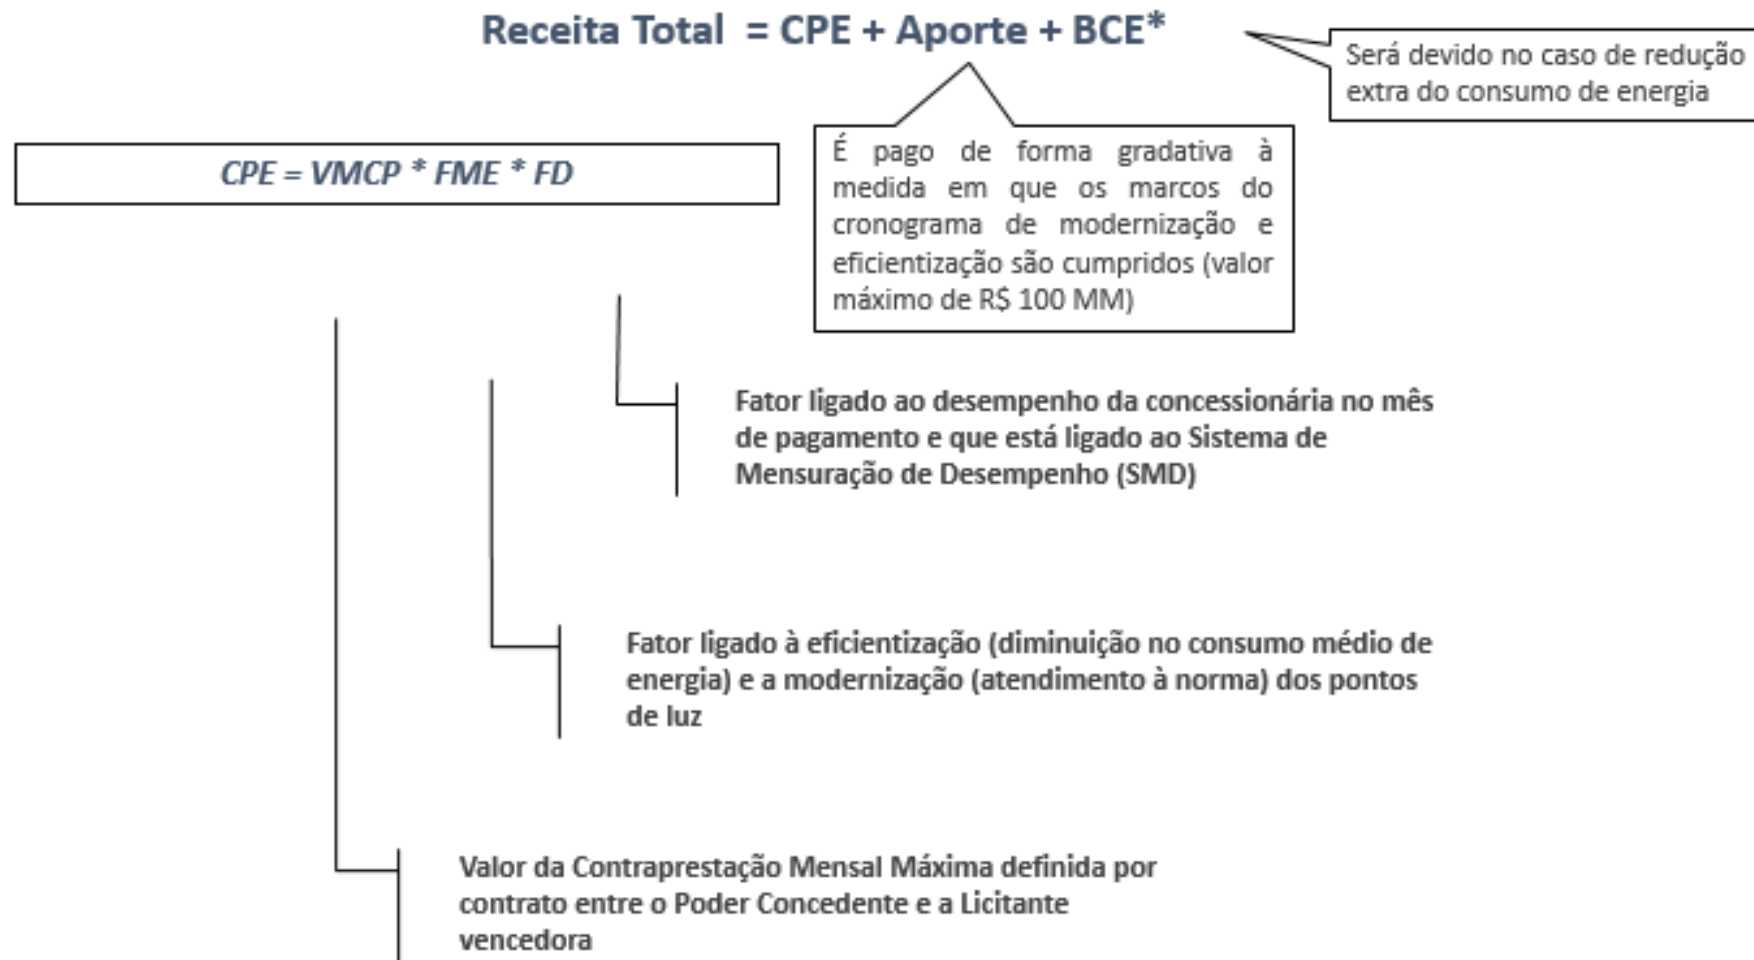 Receita Total = CPE + Aporte + BCE*
Será devido no caso de redução
extra do consumo de energia
CPE = VMCP * FME * FD
É pago de forma gradativa à
medida em que os marcos do
cronograma de modernização e
eficientização são cumpridos (valor
máximo de R$ 100 MM)
Fator ligado ao desempenho da concessionária no mês
de pagamento e que está ligado ao Sistema de
Mensuração de Desempenho (SMD)
Fator ligado à eficientização (diminuição no consumo médio de
energia) e a modernização (atendimento à norma) dos pontos
de luz
Valor da Contraprestação Mensal Máxima definida por
contrato entre o Poder Concedente e a Licitante
vencedora